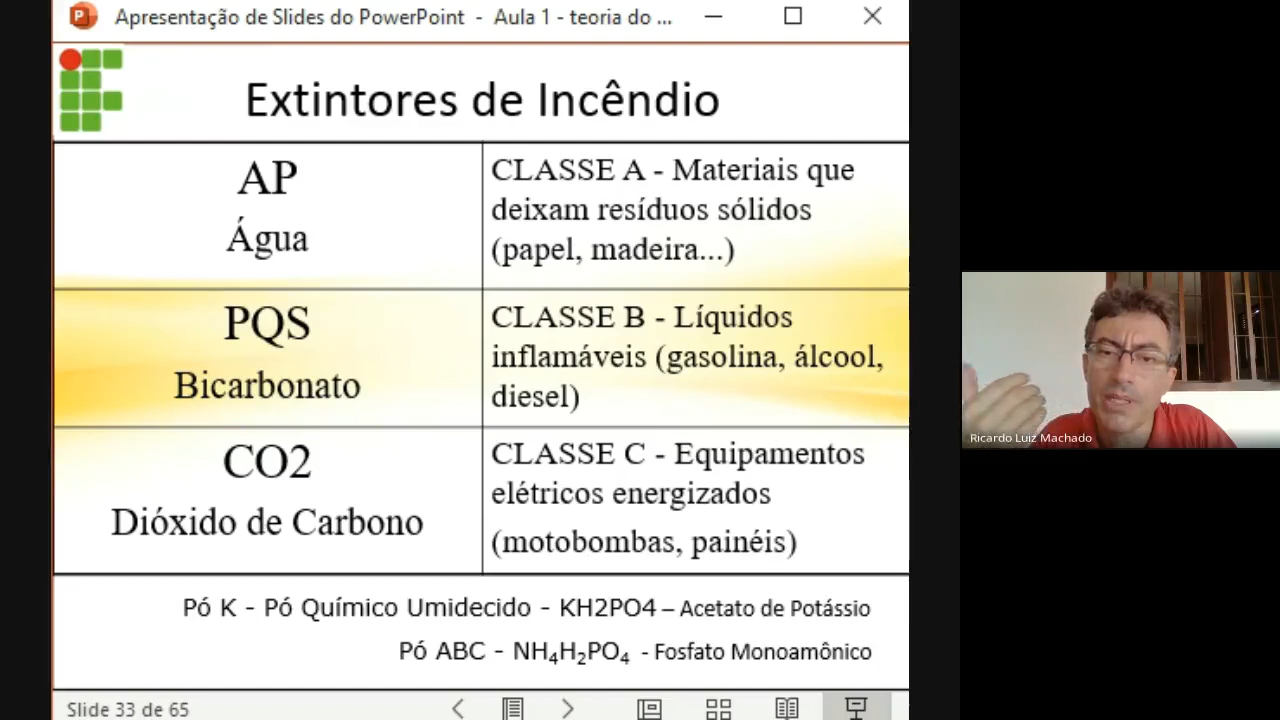 Apresentação de Slides do PowerPoint - Aula 1 - teoria do ...
Extintores de Incêndio
AP
Água
CLASSE A - Materiais que
deixam resíduos sólidos
(papel, madeira...)
PQS
Bicarbonato
CLASSE B - Líquidos
inflamáveis (gasolina, álcool,
diesel)
CO2
Dióxido de Carbono
CLASSE C - Equipamentos
elétricos energizados
(motobombas, painéis)
Pó K - Pó Químico Umidecido - KH2PO4 – Acetato de Potássio
Pó ABC - NH₄H₂PO₄ - Fosfato Monoamônico
Slide 33 de 65
Ricardo Luiz Machado